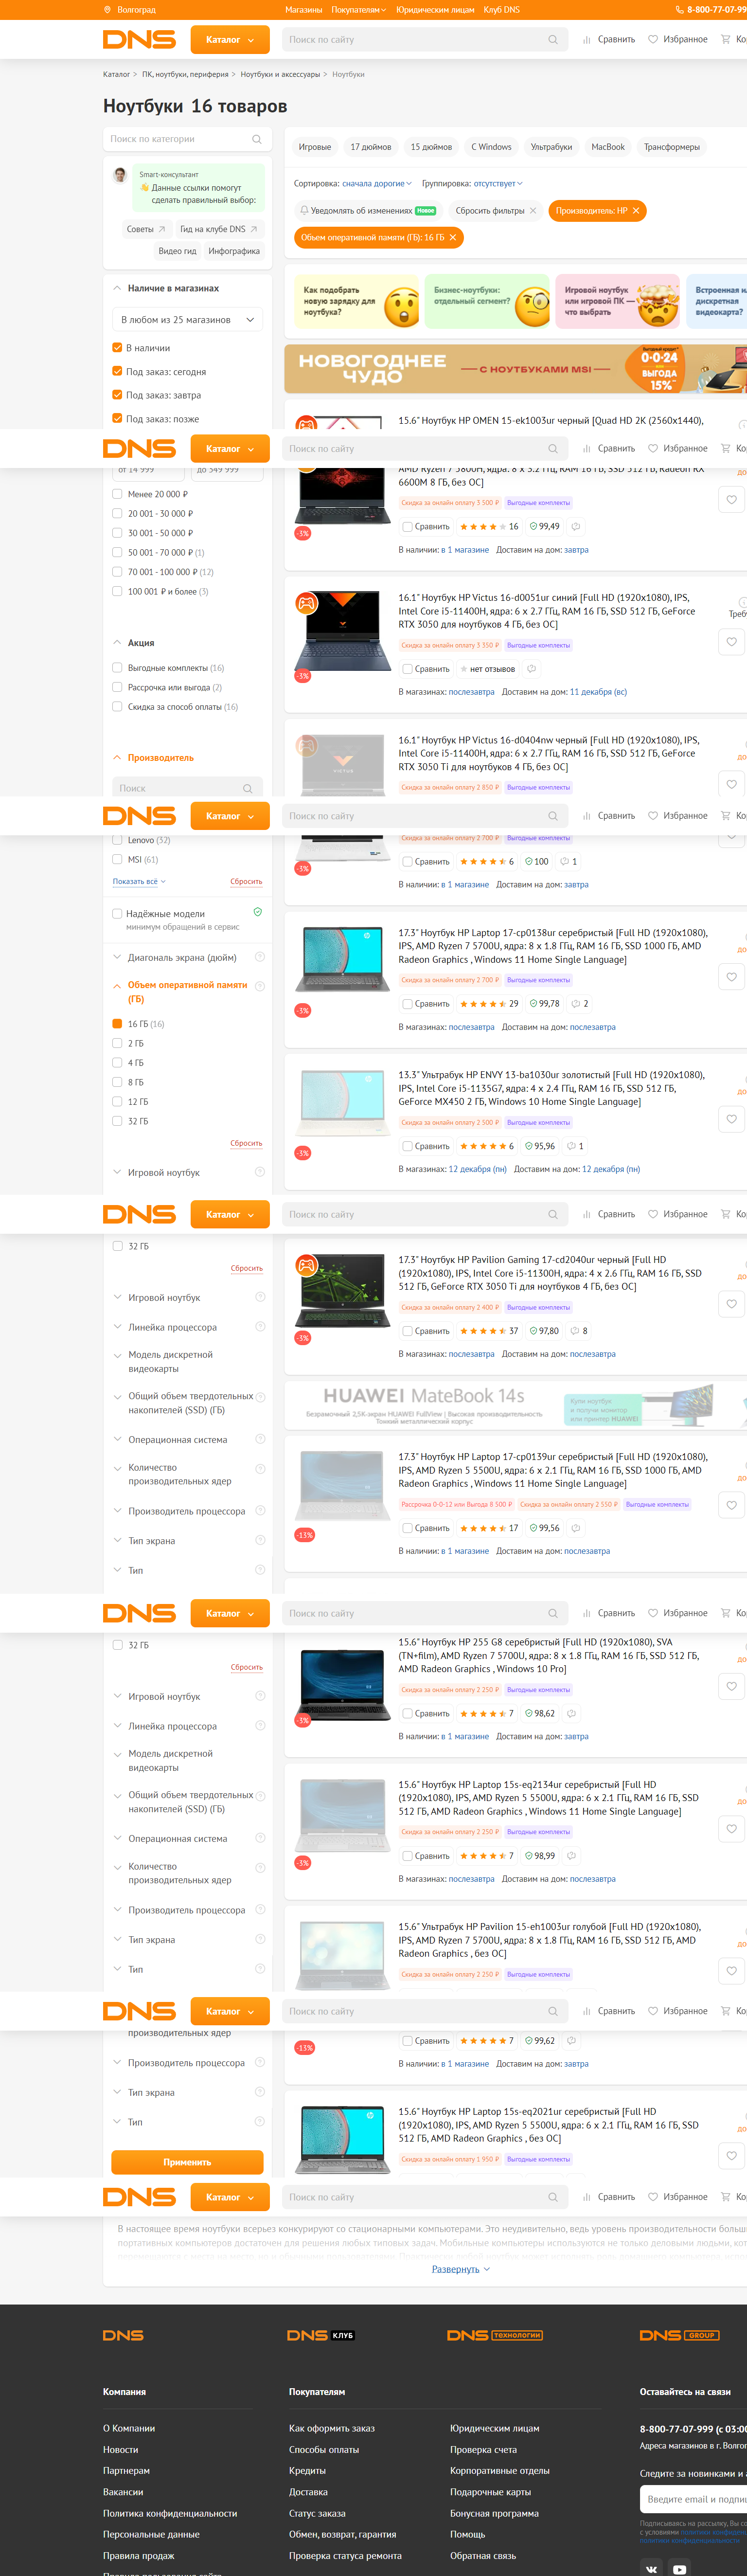 Волгоград
Магазины Покупателям Юридическим лицам Клуб DNS
8-800-77-07-99
DNS Каталог Поиск по сайту Сравнить Избранное
Каталог > ПК, ноутбуки, периферия > Ноутбуки и аксессуары > Ноутбуки
Ноутбуки 16 товаров
Поиск по категории
Smart-консультант
Данные ссылки помогут
сделать правильный выбор:
Советы Гид на клубе DNS
Видео гид Инфографика
Наличие в магазинах
В любом из 25 магазинов
В наличии
Под заказ: сегодня
Под заказ: завтра
Под заказ: позже
Игровые 17 дюймов 15 дюймов С Windows Ультрабуки MacBook Трансформеры
Сортировка: сначала дорогие Группировка: отсутствует
Уведомлять об изменениях Новое Сбросить фильтры Производитель: HP
Объем оперативной памяти (ГБ): 16 ГБ
Как подобрать
новую зарядку для
ноутбука?
Бизнес-ноутбуки:
отдельный сегмент?
Игровой ноутбук
или игровой ПК —
что выбрать
Встроенная и
дискретная
видеокарта?
НОВОГОДНЕЕ
ЧУДО
— С НОУТБУКАМИ MSI —
0-0-24
ВЫГОДА
15%
15.6" Ноутбук HP OMEN 15-ek1003ur черный [Quad HD 2K (2560x1440),
DNS Каталог Поиск по сайту Сравнить Избранное
от 14 999 до 349 999
Менее 20 000 ₽
20 001 - 30 000 ₽
30 001 - 50 000 ₽
50 001 - 70 000 ₽ (1)
70 001 - 100 000 ₽ (12)
100 001 ₽ и более (3)
Акция
Выгодные комплекты (16)
Рассрочка или выгода (2)
Скидка за способ оплаты (16)
Производитель
Поиск
AMD Ryzen 7 5800H, ядра: 8 x 3.2 ГГц, RAM 16 ГБ, SSD 512 ГБ, Radeon RX
6600M 8 ГБ, без ОС]
Скидка за онлайн оплату 3 500 ₽ Выгодные комплекты
-3%
Сравнить 16 99,49
В наличии: в 1 магазине Доставим на дом: завтра
16.1" Ноутбук HP Victus 16-d0051ur синий [Full HD (1920x1080), IPS,
Intel Core i5-11400H, ядра: 6 x 2.7 ГГц, RAM 16 ГБ, SSD 512 ГБ, GeForce
RTX 3050 для ноутбуков 4 ГБ, без ОС]
Треб
Скидка за онлайн оплату 3 350 ₽ Выгодные комплекты
-3%
Сравнить нет отзывов
В магазинах: послезавтра Доставим на дом: 11 декабря (вс)
16.1" Ноутбук HP Victus 16-d0404nw черный [Full HD (1920x1080), IPS,
Intel Core i5-11400H, ядра: 6 x 2.7 ГГц, RAM 16 ГБ, SSD 512 ГБ, GeForce
RTX 3050 Ti для ноутбуков 4 ГБ, без ОС]
Скидка за онлайн оплату 2 850 ₽ Выгодные комплекты
DNS Каталог Поиск по сайту Сравнить Избранное
Lenovo (32)
MSI (61)
Показать всё Сбросить
Надёжные модели
минимум обращений в сервис
Диагональ экрана (дюйм)
Объем оперативной памяти
(ГБ)
16 ГБ (16)
2 ГБ
4 ГБ
8 ГБ
12 ГБ
32 ГБ
Сбросить
Игровой ноутбук
Скидка за онлайн оплату 2 700 ₽ Выгодные комплекты
-3%
Сравнить 6 100 1
В наличии: в 1 магазине Доставим на дом: завтра
17.3" Ноутбук HP Laptop 17-cp0138ur серебристый [Full HD (1920x1080),
IPS, AMD Ryzen 7 5700U, ядра: 8 x 1.8 ГГц, RAM 16 ГБ, SSD 1000 ГБ, AMD
Radeon Graphics , Windows 11 Home Single Language]
Скидка за онлайн оплату 2 700 ₽ Выгодные комплекты
-3%
Сравнить 29 99,78 2
В магазинах: послезавтра Доставим на дом: послезавтра
13.3" Ультрабук HP ENVY 13-ba1030ur золотистый [Full HD (1920x1080),
IPS, Intel Core i5-1135G7, ядра: 4 x 2.4 ГГц, RAM 16 ГБ, SSD 512 ГБ,
GeForce MX450 2 ГБ, Windows 10 Home Single Language]
Скидка за онлайн оплату 2 500 ₽ Выгодные комплекты
-3%
Сравнить 6 95,96 1
В магазинах: 12 декабря (пн) Доставим на дом: 12 декабря (пн)
DNS Каталог Поиск по сайту Сравнить Избранное
32 ГБ
Сбросить
Игровой ноутбук
Линейка процессора
Модель дискретной
видеокарты
Общий объем твердотельных
накопителей (SSD) (ГБ)
Операционная система
Количество
производительных ядер
Производитель процессора
Тип экрана
Тип
17.3" Ноутбук HP Pavilion Gaming 17-cd2040ur черный [Full HD
(1920x1080), IPS, Intel Core i5-11300H, ядра: 4 x 2.6 ГГц, RAM 16 ГБ, SSD
512 ГБ, GeForce RTX 3050 Ti для ноутбуков 4 ГБ, без ОС]
Скидка за онлайн оплату 2 400 ₽ Выгодные комплекты
-3%
Сравнить 37 97,80 8
В магазинах: послезавтра Доставим на дом: послезавтра
HUAWEI MateBook 14s
Безрамочный 2,5K-экран HUAWEI FullView | Высокая производительность
Тонкий металлический корпус
Купи ноутбук
и получи монитор
или принтер HUAWEI
17.3" Ноутбук HP Laptop 17-cp0139ur серебристый [Full HD (1920x1080),
IPS, AMD Ryzen 5 5500U, ядра: 6 x 2.1 ГГц, RAM 16 ГБ, SSD 1000 ГБ, AMD
Radeon Graphics , Windows 11 Home Single Language]
Рассрочка 0-0-12 или Выгода 8 500 ₽ Скидка за онлайн оплату 2 550 ₽ Выгодные комплекты
-13%
Сравнить 17 99,56
В наличии: в 1 магазине Доставим на дом: послезавтра
DNS Каталог Поиск по сайту Сравнить Избранное
32 ГБ
Сбросить
Игровой ноутбук
Линейка процессора
Модель дискретной
видеокарты
Общий объем твердотельных
накопителей (SSD) (ГБ)
Операционная система
Количество
производительных ядер
Производитель процессора
Тип экрана
Тип
15.6" Ноутбук HP 255 G8 серебристый [Full HD (1920x1080), SVA
(TN+film), AMD Ryzen 7 5700U, ядра: 8 x 1.8 ГГц, RAM 16 ГБ, SSD 512 ГБ,
AMD Radeon Graphics , Windows 10 Pro]
Скидка за онлайн оплату 2 250 ₽ Выгодные комплекты
-3%
Сравнить 7 98,62
В наличии: в 1 магазине Доставим на дом: завтра
15.6" Ноутбук HP Laptop 15s-eq2134ur серебристый [Full HD
(1920x1080), IPS, AMD Ryzen 5 5500U, ядра: 6 x 2.1 ГГц, RAM 16 ГБ, SSD
512 ГБ, AMD Radeon Graphics , Windows 11 Home Single Language]
Скидка за онлайн оплату 2 250 ₽ Выгодные комплекты
-3%
Сравнить 7 98,99
В магазинах: послезавтра Доставим на дом: послезавтра
15.6" Ультрабук HP Pavilion 15-eh1003ur голубой [Full HD (1920x1080),
IPS, AMD Ryzen 7 5700U, ядра: 8 x 1.8 ГГц, RAM 16 ГБ, SSD 512 ГБ, AMD
Radeon Graphics , без ОС]
Скидка за онлайн оплату 2 250 ₽ Выгодные комплекты
DNS Каталог Поиск по сайту Сравнить Избранное
производительных ядер
Производитель процессора
Тип экрана
Тип
Применить
-13%
Сравнить 7 99,62
В наличии: в 1 магазине Доставим на дом: завтра
15.6" Ноутбук HP Laptop 15s-eq2021ur серебристый [Full HD
(1920x1080), IPS, AMD Ryzen 5 5500U, ядра: 6 x 2.1 ГГц, RAM 16 ГБ, SSD
512 ГБ, AMD Radeon Graphics , без ОС]
Скидка за онлайн оплату 1 950 ₽ Выгодные комплекты
DNS Каталог Поиск по сайту Сравнить Избранное
В настоящее время ноутбуки всерьез конкурируют со стационарными компьютерами. Это неудивительно, ведь уровень производительности больш
портативных компьютеров достаточен для решения любых типовых задач. Мобильные компьютеры используются не только деловыми людьми, кот
Развернуть
DNS DNS КЛУБ DNS ТЕХНОЛОГИИ DNS GROUP
Компания
О Компании
Новости
Партнерам
Вакансии
Политика конфиденциальности
Персональные данные
Правила продаж
Покупателям
Как оформить заказ
Способы оплаты
Кредиты
Доставка
Статус заказа
Обмен, возврат, гарантия
Проверка статуса ремонта
Юридическим лицам
Проверка счета
Корпоративные отделы
Подарочные карты
Бонусная программа
Помощь
Обратная связь
Оставайтесь на связи
8-800-77-07-999 (с 03:00
Адреса магазинов в г. Волгог
Следите за новинками и а
Введите email и подпиш
Подписываясь на рассылку, Вы со
с условиями политики конфиден
политики конфиденциальности